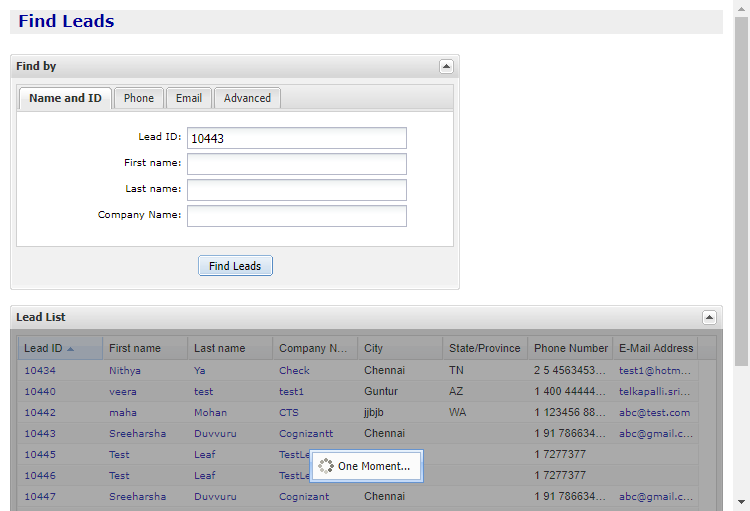 Find Leads
Find by
Name and ID Phone Email Advanced
Lead ID: 10443
First name:
Last name:
Company Name:
Find Leads
Lead List
Lead ID First name Last name Company N... City State/Province Phone Number E-Mail Address
10434 Nithya Ya Check Chennai TN 2 5 4563453... test1@hotm...
10440 veera test test1 Guntur AZ 1 400 44444... telkapalli.sri...
10442 maha Mohan CTS jjbjb WA 1 123456 88... abc@test.com
10443 Sreeharsha Duvvuru Cognizantt Chennai 1 91 786634... abc@gmail.c...
10445 Test Leaf TestLe 1 7277377
One Moment...
10446 Test Leaf TestLe 1 7277377
10447 Sreeharsha Duvvuru Cognizant Chennai 1 91 786634... abc@gmail.c...